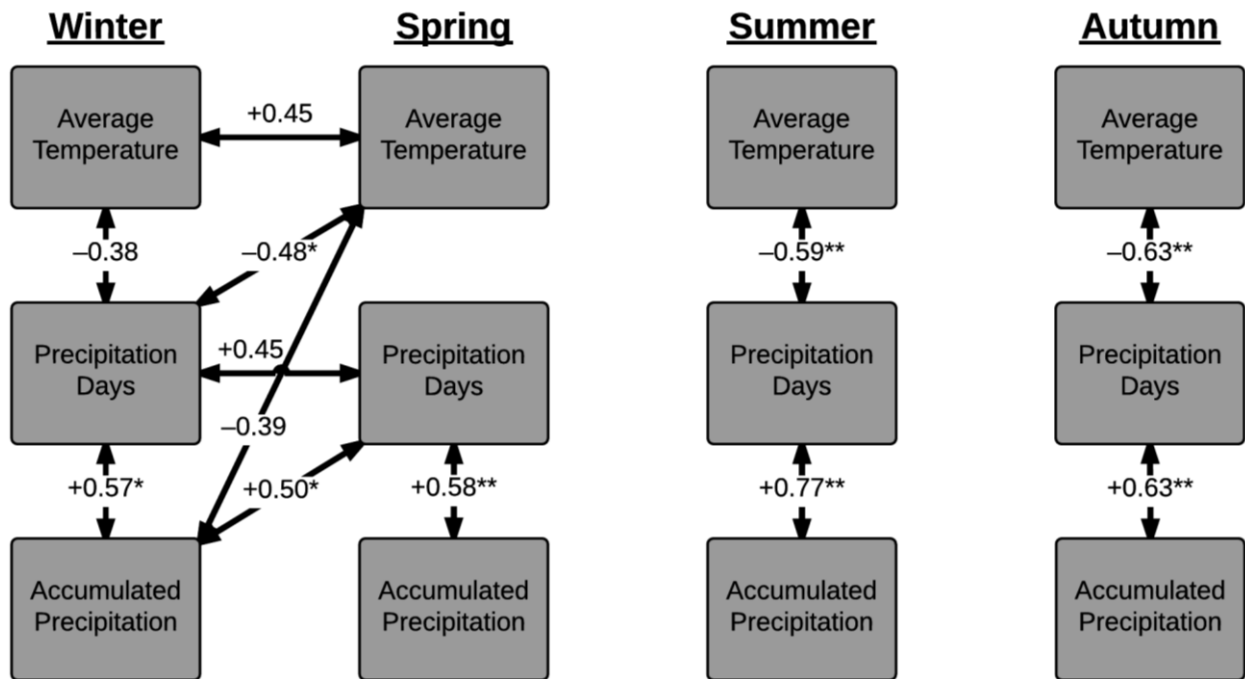 Winter
Spring
Summer
Autumn
Average
Temperature
+0.45
Average
Temperature
Average
Temperature
Average
Temperature
–0.38
–0.48*
–0.59**
–0.63**
Precipitation
Days
+0.45
Precipitation
Days
Precipitation
Days
Precipitation
Days
–0.39
+0.57*
+0.50*
+0.58**
+0.77**
+0.63**
Accumulated
Precipitation
Accumulated
Precipitation
Accumulated
Precipitation
Accumulated
Precipitation